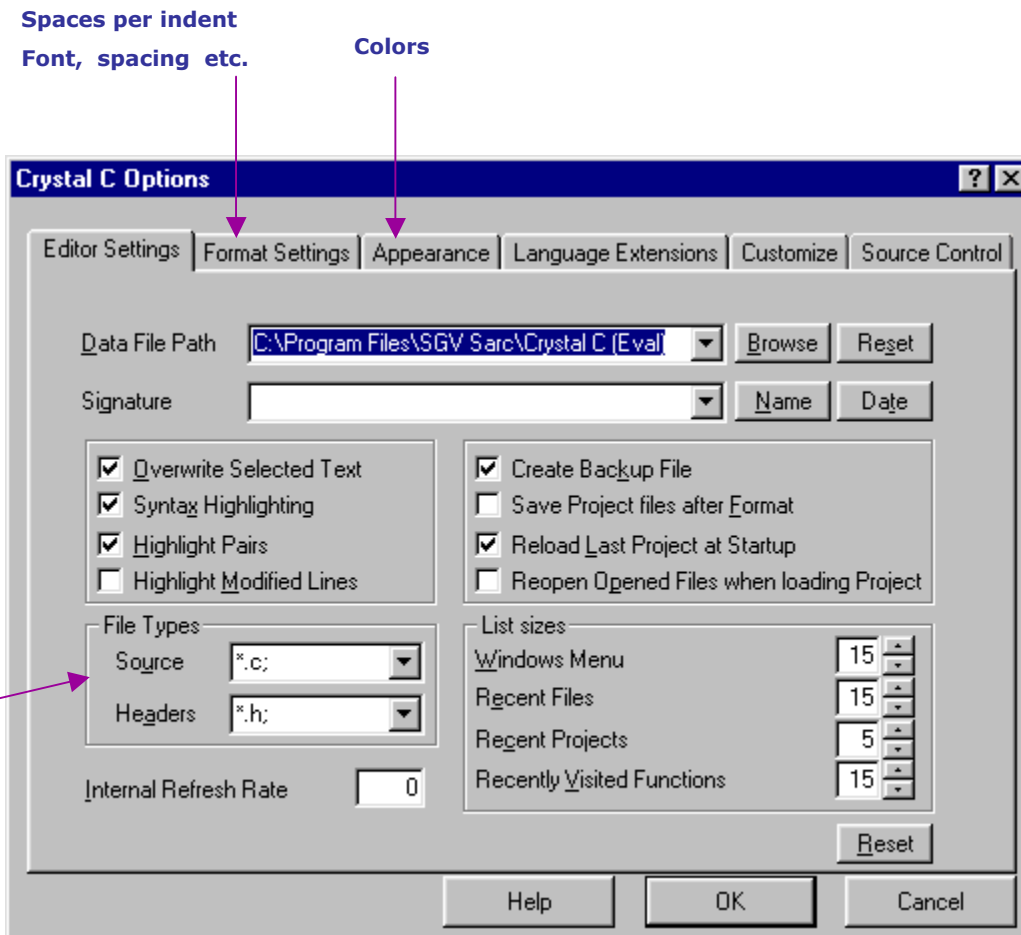 Spaces per indent
Font, spacing etc.
Colors
Crystal C Options
Editor Settings Format Settings Appearance Language Extensions Customize Source Control
Data File Path C:\Program Files\SGV Sarc\Crystal C (Eval) Browse Reset
Signature Name Date
Overwrite Selected Text
Syntax Highlighting
Highlight Pairs
Highlight Modified Lines
Create Backup File
Save Project files after Format
Reload Last Project at Startup
Reopen Opened Files when loading Project
File Types
Source *.c;
Headers *.h;
Internal Refresh Rate 0
List sizes
Windows Menu 15
Recent Files 15
Recent Projects 5
Recently Visited Functions 15
Reset
Help OK Cancel